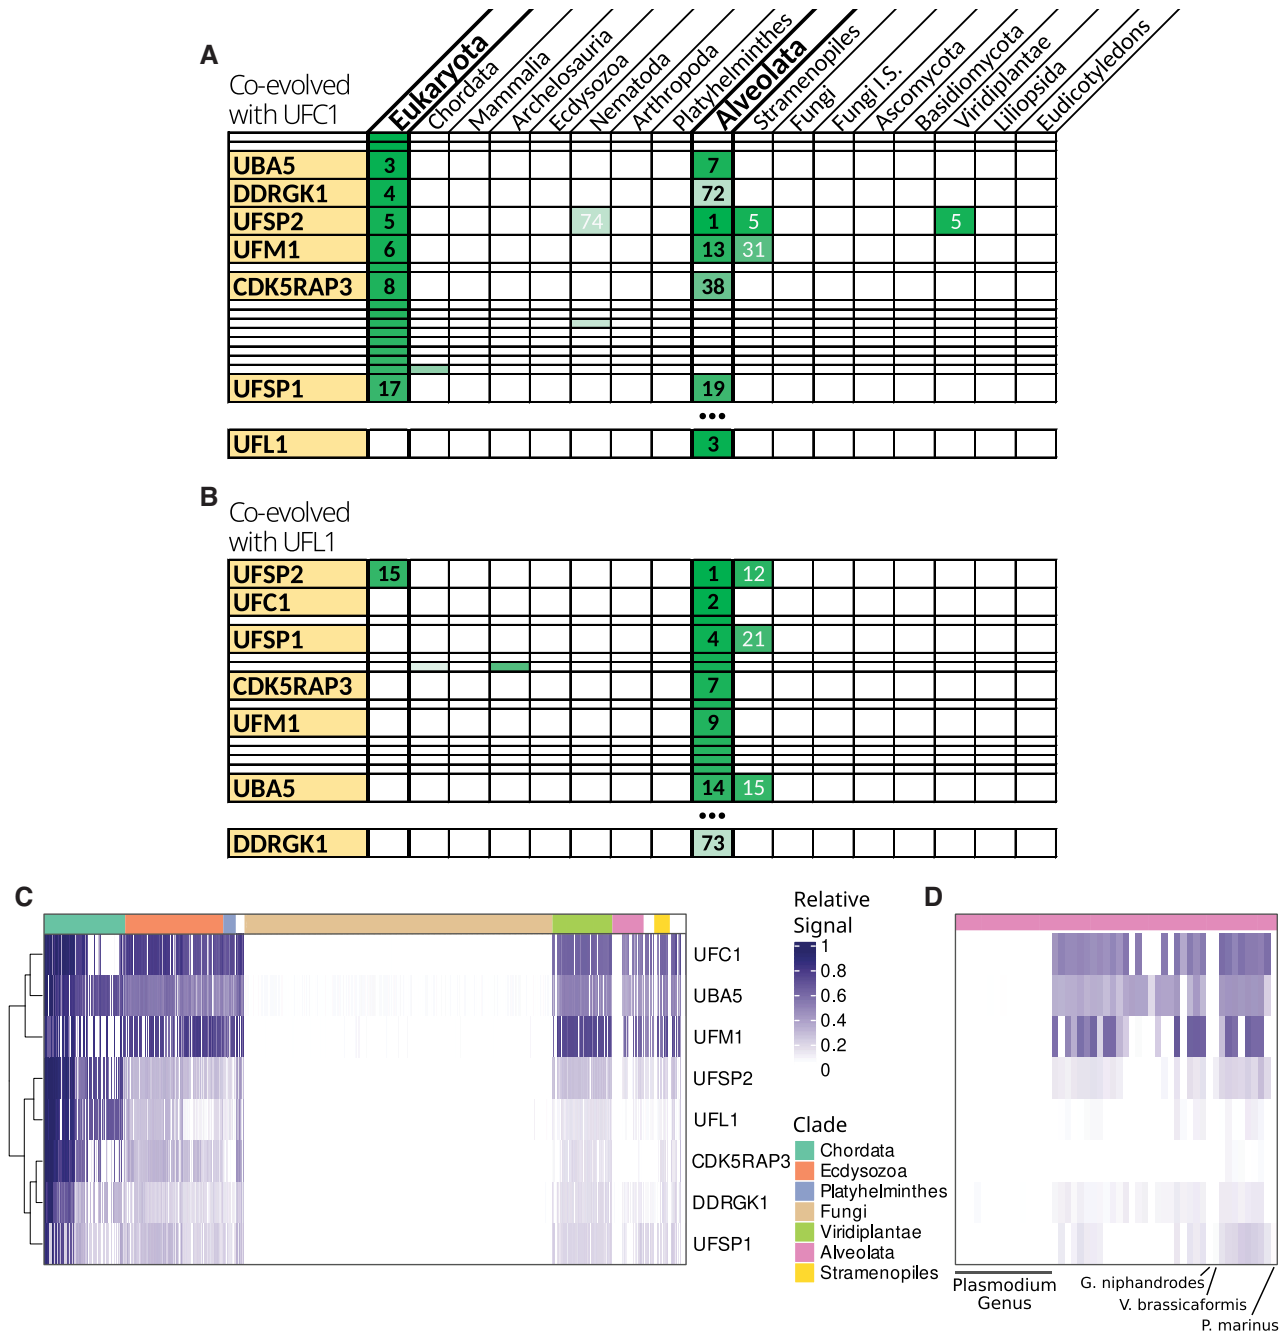 A
Co-evolved
with UFC1
Eukaryota
Chordata
Mammalia
Archelosauria
Ecdysozoa
Nematoda
Arthropoda
Platyhelminthes
Alveolata
Stramenopiles
Fungi
Fungi I.S.
Ascomycota
Basidiomycota
Viridiplantae
Liliopsida
Eudicotyledons
UBA5 3 7
DDRGK1 4 72
UFSP2 5 74 1 5 5
UFM1 6 13 31
CDK5RAP3 8 38
UFSP1 17 19
•••
UFL1 3
B
Co-evolved
with UFL1
UFSP2 15 1 12
UFC1 2
UFSP1 4 21
CDK5RAP3 7
UFM1 9
UBA5 14 15
•••
DDRGK1 73
C
UFC1
UBA5
UFM1
UFSP2
UFL1
CDK5RAP3
DDRGK1
UFSP1
Relative
Signal
1
0.8
0.6
0.4
0.2
0
Clade
Chordata
Ecdysozoa
Platyhelminthes
Fungi
Viridiplantae
Alveolata
Stramenopiles
D
Plasmodium
Genus
G. niphandrodes
V. brassicaformis
P. marinus